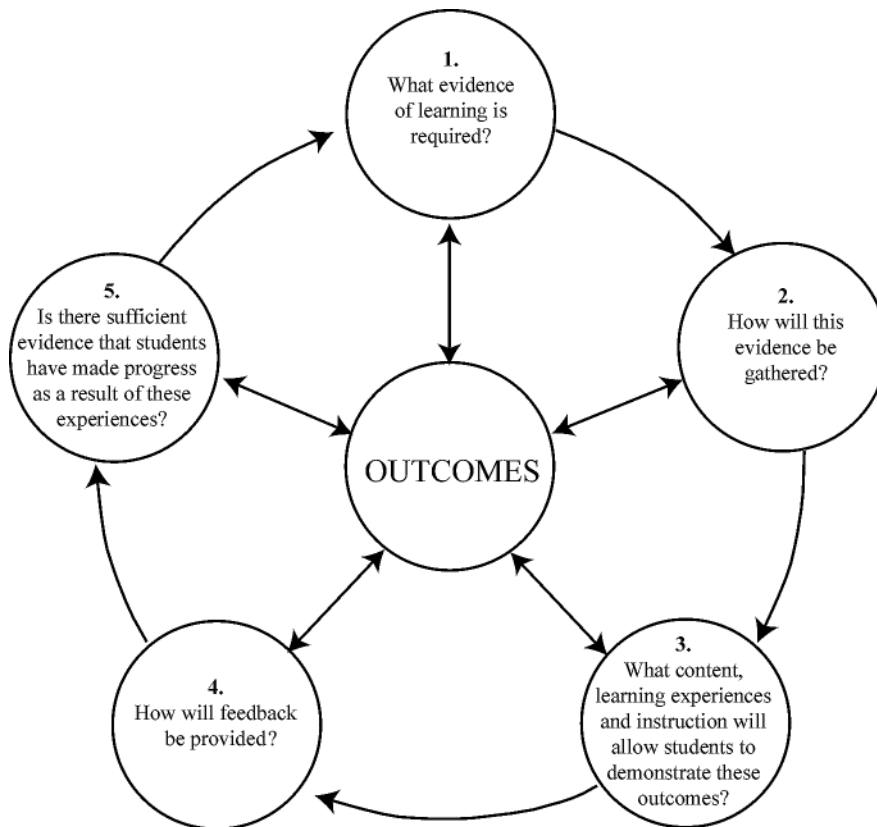 1.
What evidence
of learning is
required?
2.
How will this
evidence be
gathered?
3.
What content,
learning experiences
and instruction will
allow students to
demonstrate these
outcomes?
4.
How will feedback
be provided?
5.
Is there sufficient
evidence that students
have made progress
as a result of these
experiences?
OUTCOMES